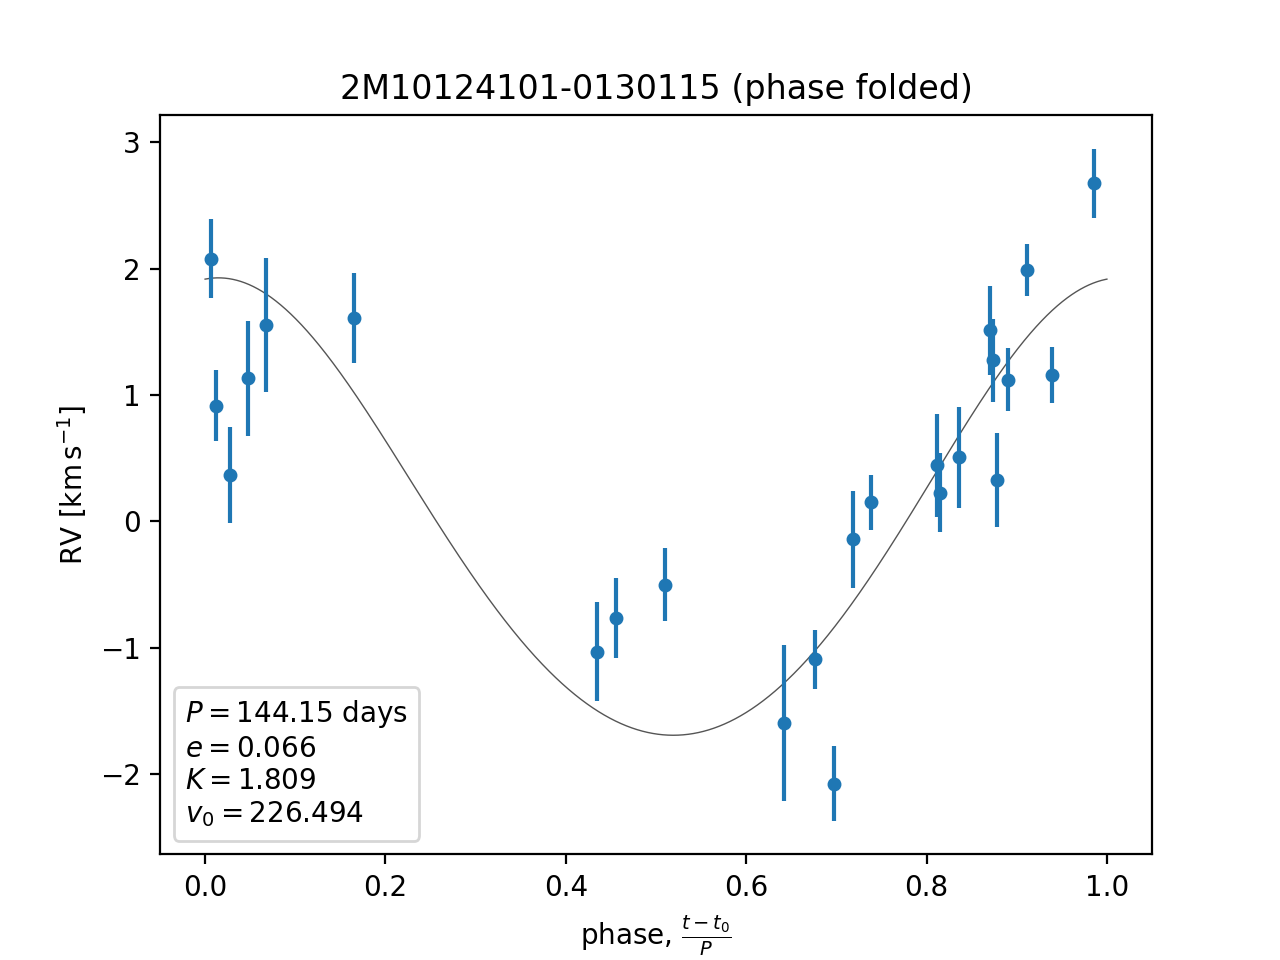 2M10124101-0130115 (phase folded)
3
2
1
0
−1
−2
RV [km s⁻¹]
P = 144.15 days
e = 0.066
K = 1.809
v₀ = 226.494
0.0 0.2 0.4 0.6 0.8 1.0
phase, (t − t₀)/P